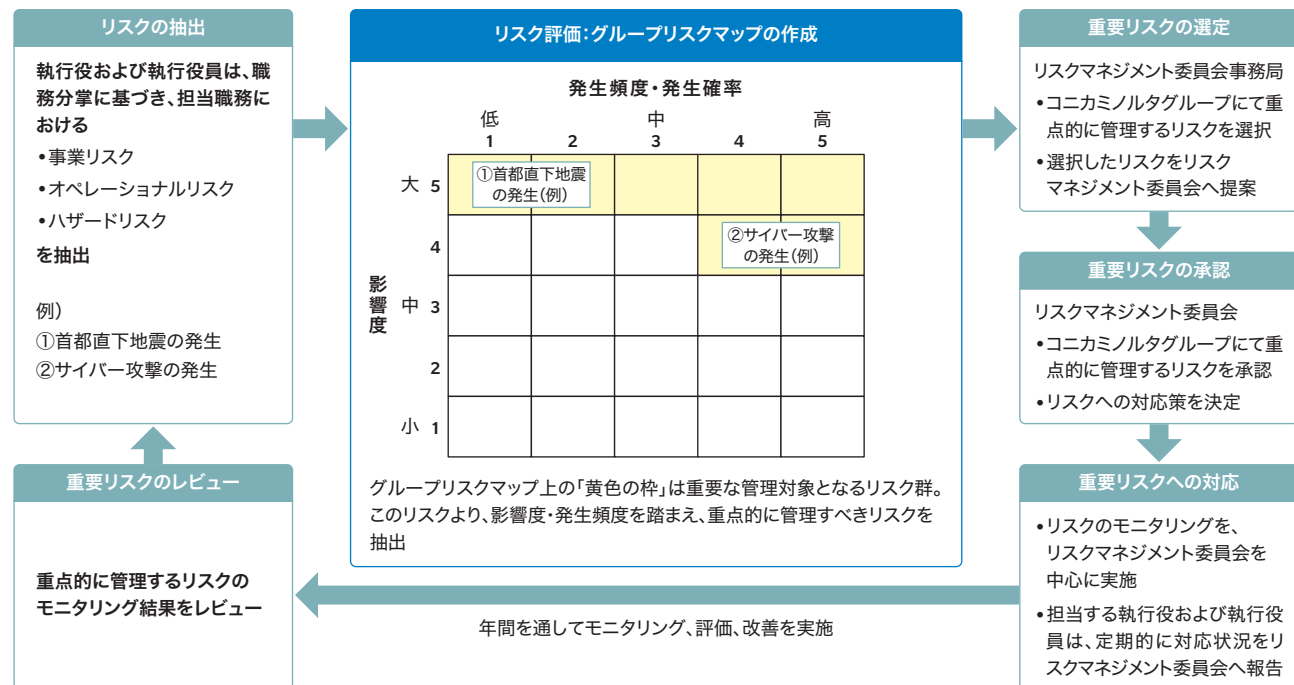 リスクの抽出
執行役および執行役員は、職
務分掌に基づき、担当職務に
おける
•事業リスク
•オペレーショナルリスク
•ハザードリスク
を抽出
例）
①首都直下地震の発生
②サイバー攻撃の発生
リスク評価：グループリスクマップの作成
発生頻度・発生確率
低 中 高
1 2 3 4 5
影響度
大 5
①首都直下地震
の発生（例）
4
②サイバー攻撃
の発生（例）
中 3
2
小 1
グループリスクマップ上の「黄色の枠」は重要な管理対象となるリスク群。
このリスクより、影響度・発生頻度を踏まえ、重点的に管理すべきリスクを
抽出
重要リスクの選定
リスクマネジメント委員会事務局
•コニカミノルタグループにて重
点的に管理するリスクを選択
•選択したリスクをリスク
マネジメント委員会へ提案
重要リスクの承認
リスクマネジメント委員会
•コニカミノルタグループにて重
点的に管理するリスクを承認
•リスクへの対応策を決定
重要リスクへの対応
•リスクのモニタリングを、
リスクマネジメント委員会を
中心に実施
•担当する執行役および執行役
員は、定期的に対応状況をリ
スクマネジメント委員会へ報告
年間を通してモニタリング、評価、改善を実施
重要リスクのレビュー
重点的に管理するリスクの
モニタリング結果をレビュー